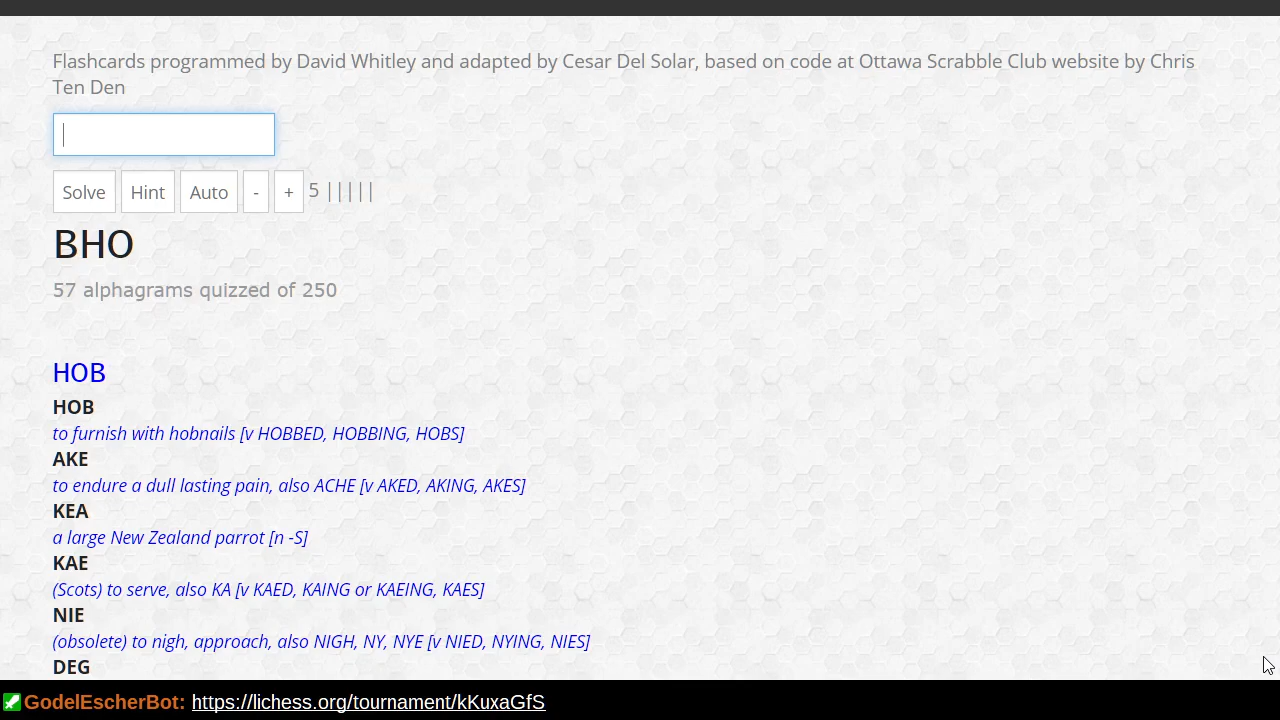 Flashcards programmed by David Whitley and adapted by Cesar Del Solar, based on code at Ottawa Scrabble Club website by Chris
Ten Den
Solve Hint Auto - + 5 |||||
BHO
57 alphagrams quizzed of 250
HOB
HOB
to furnish with hobnails [v HOBBED, HOBBING, HOBS]
AKE
to endure a dull lasting pain, also ACHE [v AKED, AKING, AKES]
KEA
a large New Zealand parrot [n -S]
KAE
(Scots) to serve, also KA [v KAED, KAING or KAEING, KAES]
NIE
(obsolete) to nigh, approach, also NIGH, NY, NYE [v NIED, NYING, NIES]
DEG
GodelEscherBot: https://lichess.org/tournament/kKuxaGfS